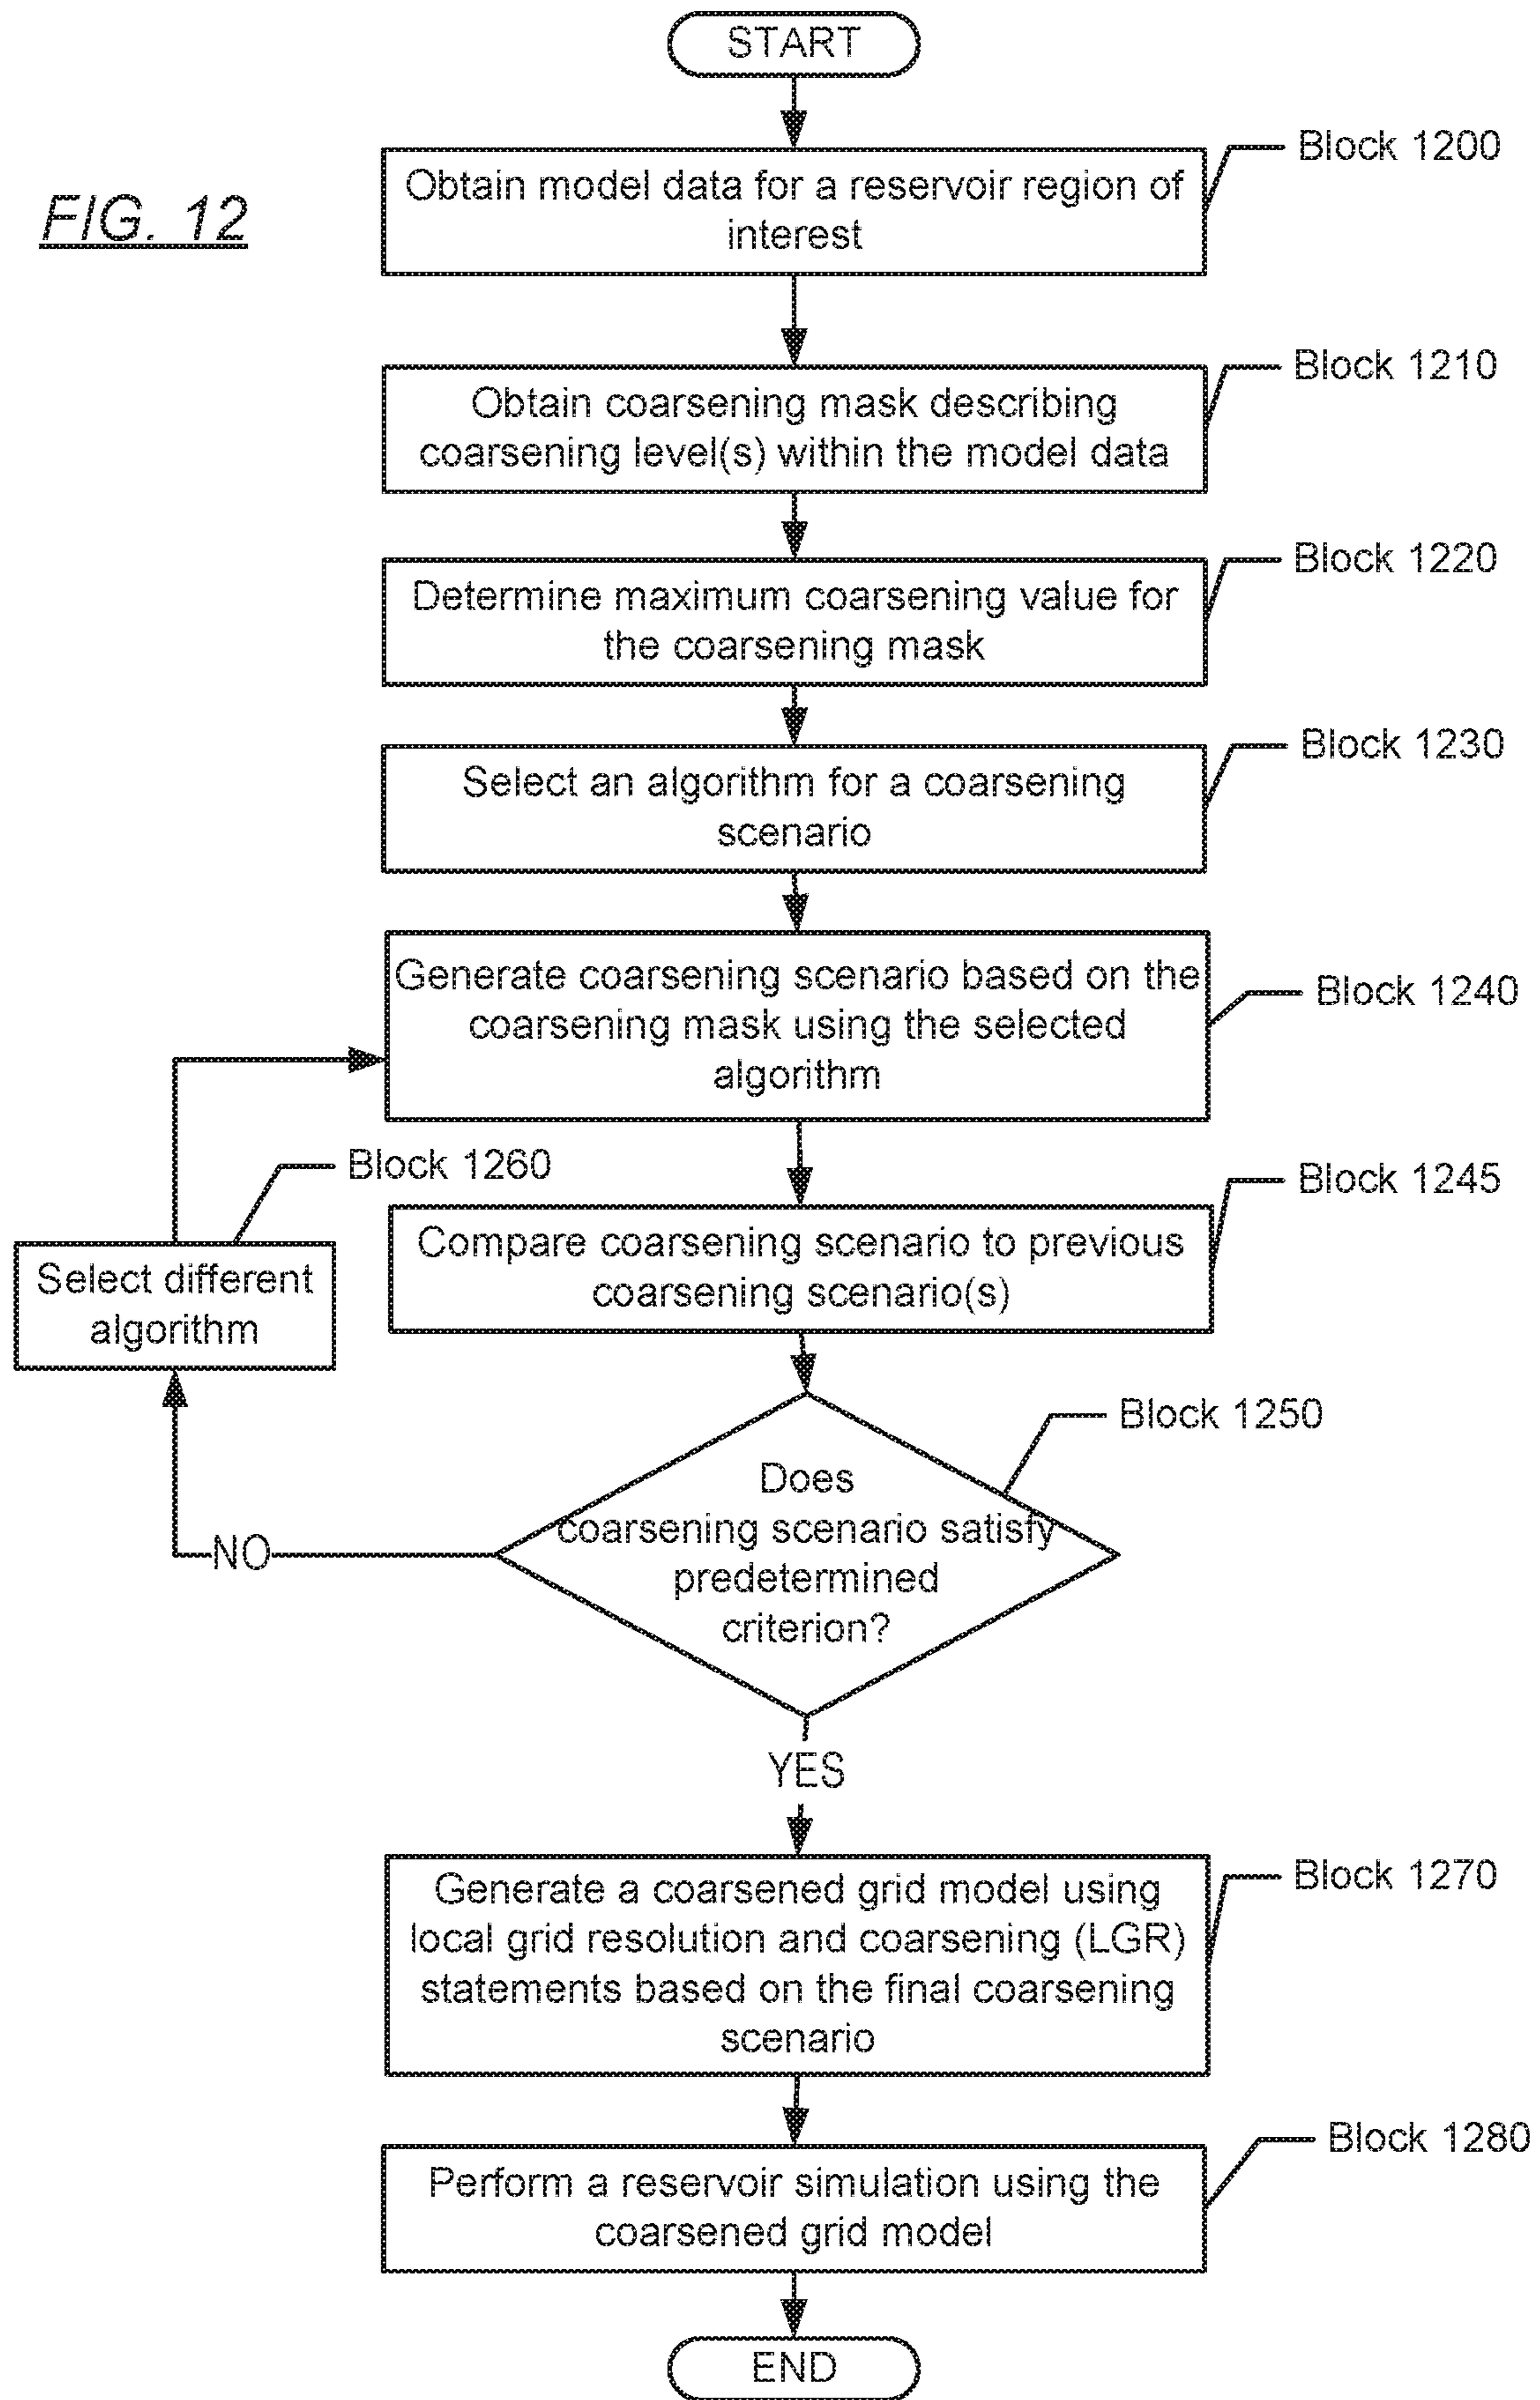 START
Block 1200
Obtain model data for a reservoir region of
interest
FIG. 12
Block 1210
Obtain coarsening mask describing
coarsening level(s) within the model data
Block 1220
Determine maximum coarsening value for
the coarsening mask
Block 1230
Select an algorithm for a coarsening
scenario
Generate coarsening scenario based on the
coarsening mask using the selected
algorithm
Block 1240
Block 1260
Select different
algorithm
Block 1245
Compare coarsening scenario to previous
coarsening scenario(s)
Block 1250
Does
coarsening scenario satisfy
predetermined
criterion?
NO
YES
Block 1270
Generate a coarsened grid model using
local grid resolution and coarsening (LGR)
statements based on the final coarsening
scenario
Block 1280
Perform a reservoir simulation using the
coarsened grid model
END